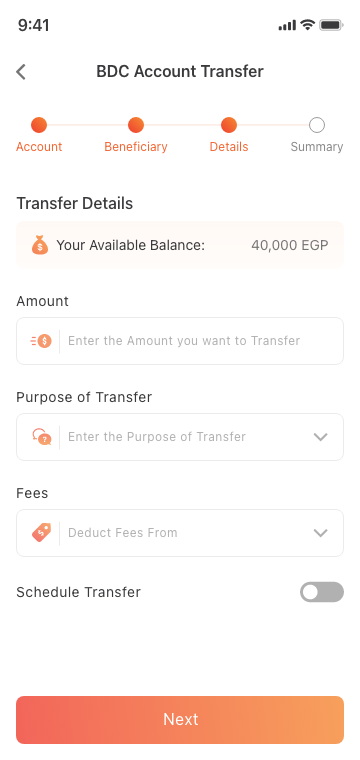 9:41
BDC Account Transfer
Account Beneficiary Details Summary
Transfer Details
Your Available Balance: 40,000 EGP
Amount
Enter the Amount you want to Transfer
Purpose of Transfer
Enter the Purpose of Transfer
Fees
Deduct Fees From
Schedule Transfer
Next